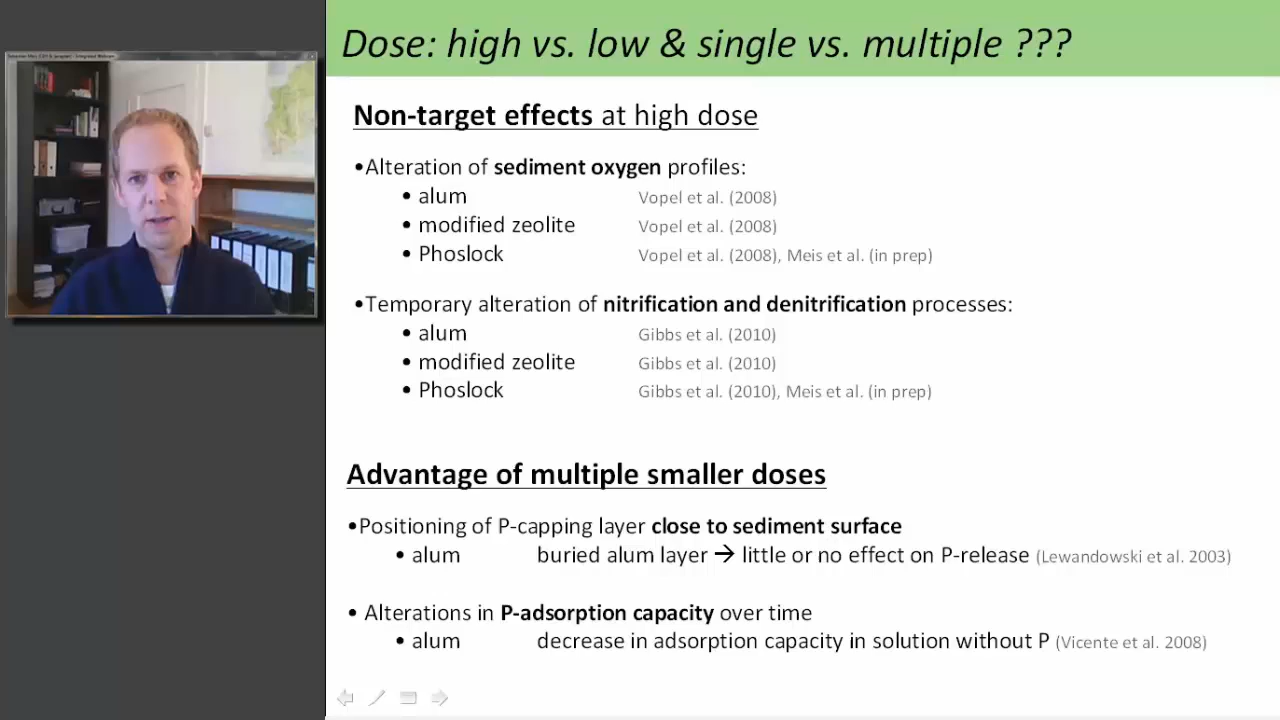 Dose: high vs. low & single vs. multiple ???
Non-target effects at high dose
•Alteration of sediment oxygen profiles:
• alum Vopel et al. (2008)
• modified zeolite Vopel et al. (2008)
• Phoslock Vopel et al. (2008), Meis et al. (in prep)
•Temporary alteration of nitrification and denitrification processes:
• alum Gibbs et al. (2010)
• modified zeolite Gibbs et al. (2010)
• Phoslock Gibbs et al. (2010), Meis et al. (in prep)
Advantage of multiple smaller doses
•Positioning of P-capping layer close to sediment surface
• alum buried alum layer → little or no effect on P-release (Lewandowski et al. 2003)
• Alterations in P-adsorption capacity over time
• alum decrease in adsorption capacity in solution without P (Vicente et al. 2008)